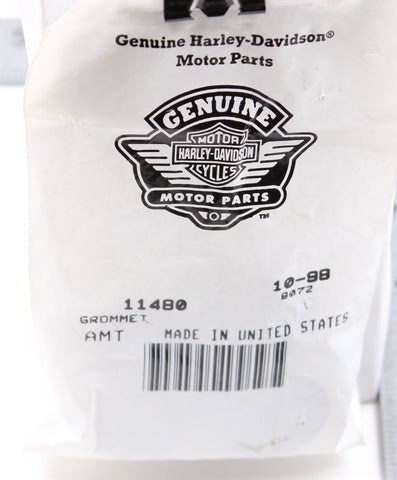 Genuine Harley-Davidson®
Motor Parts
GENUINE
MOTOR
HARLEY-DAVIDSON
CYCLES
MOTOR PARTS
TM
10-98
8072
11480
GROMMET
AMT MADE IN UNITED STATES